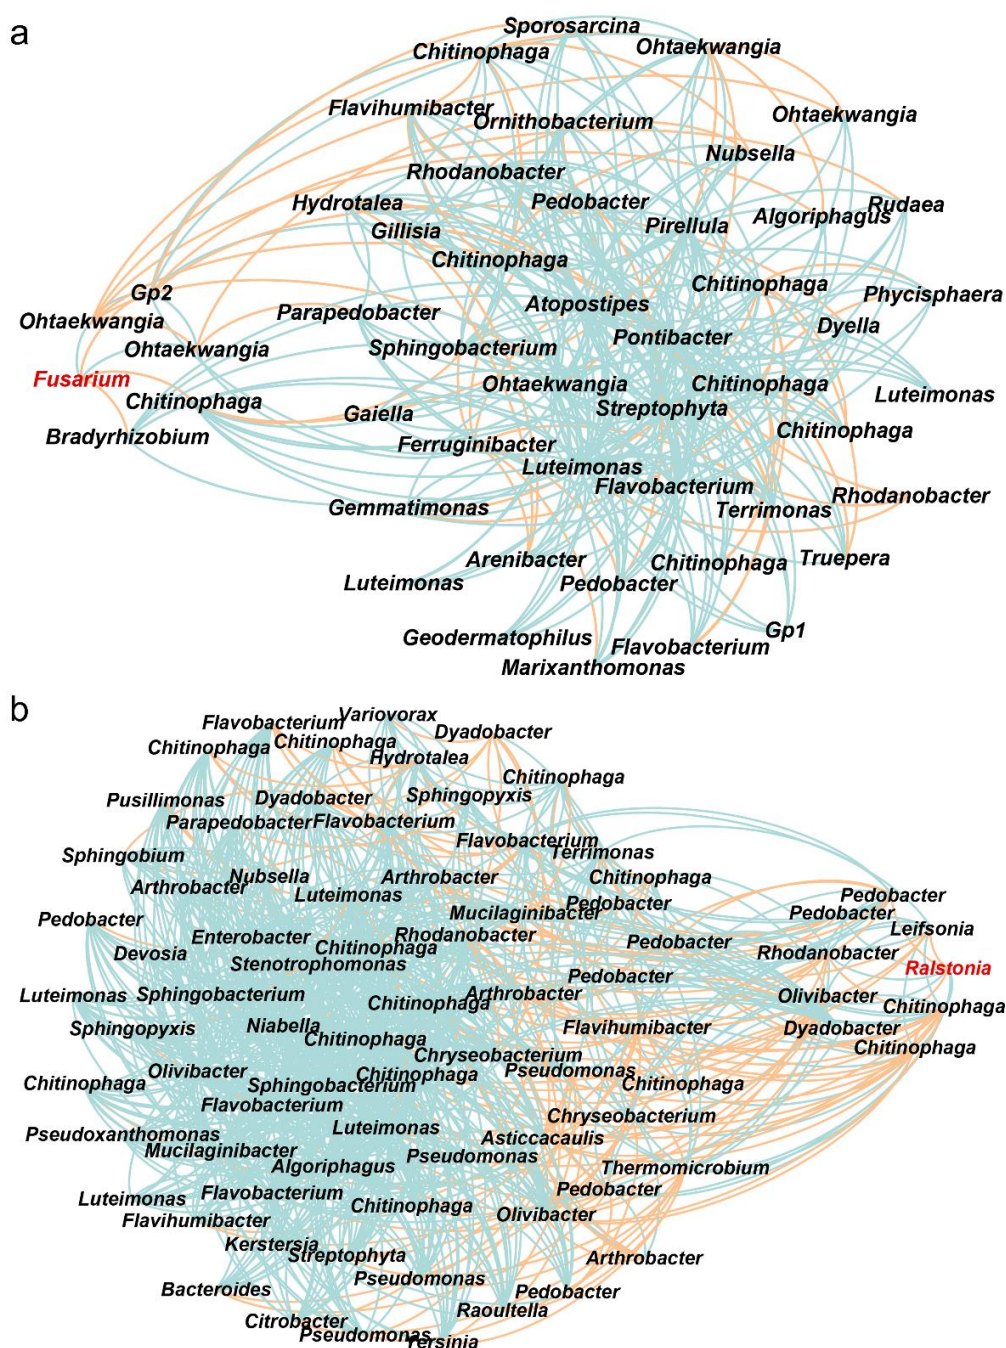 a
Sporosarcina
Chitinophaga
Ohtaekwangia
Flavihumibacter
Ornithobacterium
Ohtaekwangia
Nubsella
Rhodanobacter
Hydrotalea
Pedobacter
Rudaea
Algoriphagus
Pirellula
Gillisia
Chitinophaga
Chitinophaga
Gp2
Phycisphaera
Atopostipes
Parapedobacter
Ohtaekwangia
Dyella
Pontibacter
Ohtaekwangia
Sphingobacterium
Fusarium
Ohtaekwangia
Chitinophaga
Luteimonas
Chitinophaga
Streptophyta
Gaiella
Chitinophaga
Bradyrhizobium
Ferruginibacter
Luteimonas
Flavobacterium
Rhodanobacter
Gemmatimonas
Terrimonas
Arenibacter
Chitinophaga
Truepera
Luteimonas
Pedobacter
Gp1
Geodermatophilus
Flavobacterium
Marixanthomonas
b
Variovorax
Flavobacterium
Dyadobacter
Chitinophaga
Chitinophaga
Hydrotalea
Chitinophaga
Pusillimonas
Dyadobacter
Sphingopyxis
Parapedobacter
Flavobacterium
Flavobacterium
Sphingobium
Terrimonas
Nubsella
Arthrobacter
Chitinophaga
Arthrobacter
Luteimonas
Pedobacter
Pedobacter
Mucilaginibacter
Pedobacter
Pedobacter
Leifsonia
Enterobacter
Rhodanobacter
Pedobacter
Devosia
Chitinophaga
Rhodanobacter
Stenotrophomonas
Ralstonia
Pedobacter
Luteimonas
Sphingobacterium
Arthrobacter
Olivibacter
Chitinophaga
Chitinophaga
Sphingopyxis
Niabella
Flavihumibacter
Dyadobacter
Chitinophaga
Chitinophaga
Chryseobacterium
Olivibacter
Chitinophaga
Pseudomonas
Chitinophaga
Sphingobacterium
Chitinophaga
Flavobacterium
Chryseobacterium
Pseudoxanthomonas
Luteimonas
Asticcacaulis
Mucilaginibacter
Pseudomonas
Algoriphagus
Thermomicrobium
Luteimonas
Flavobacterium
Pedobacter
Chitinophaga
Flavihumibacter
Olivibacter
Kerstersia
Streptophyta
Arthrobacter
Pseudomonas
Bacteroides
Pedobacter
Raoultella
Citrobacter
Pseudomonas
Yersinia